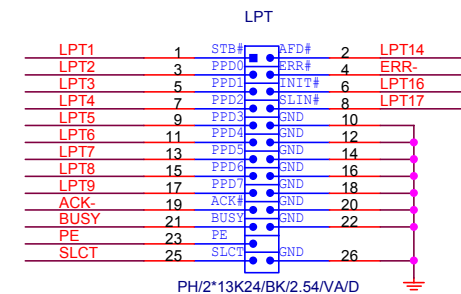 LPT
LPT1 1 STB# AFD# 2 LPT14
LPT2 3 PPD0 ERR# 4 ERR-
LPT3 5 PPD1 INIT# 6 LPT16
LPT4 7 PPD2 SLIN# 8 LPT17
LPT5 9 PPD3 GND 10
LPT6 11 PPD4 GND 12
LPT7 13 PPD5 GND 14
LPT8 15 PPD6 GND 16
LPT9 17 PPD7 GND 18
ACK- 19 ACK# GND 20
BUSY 21 BUSY GND 22
PE 23 PE
SLCT 25 SLCT GND 26
PH/2*13K24/BK/2.54/VA/D